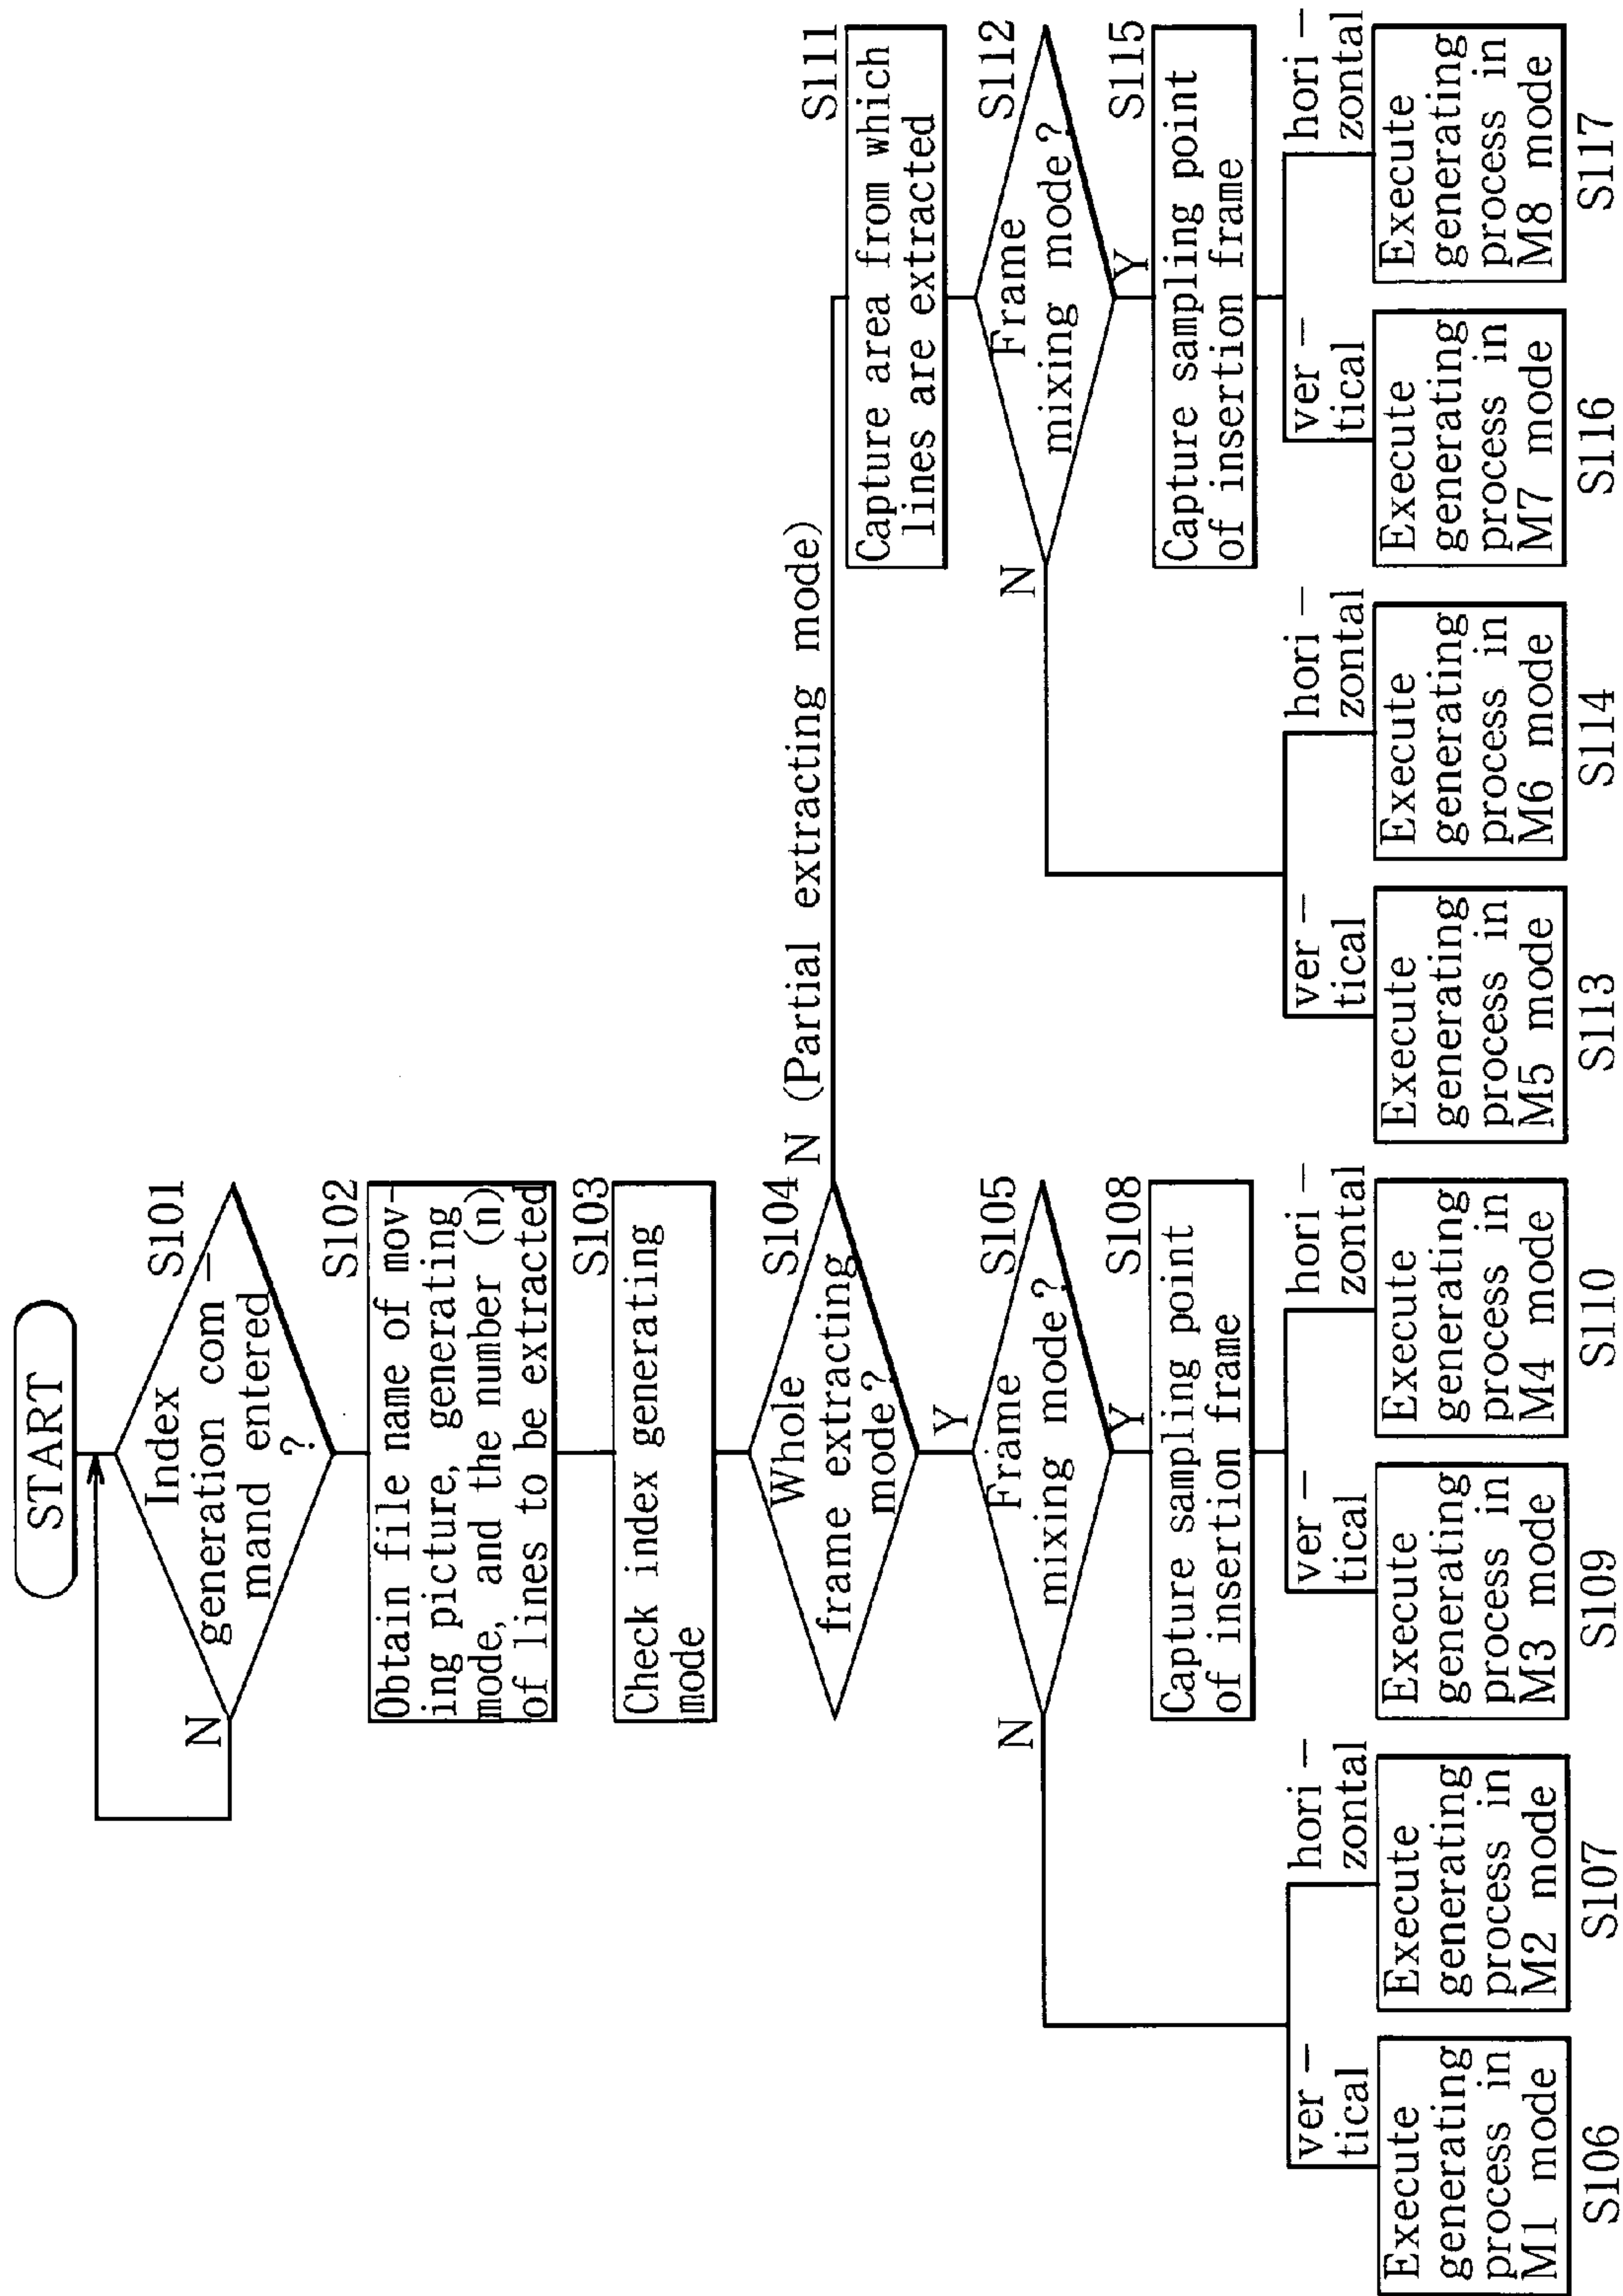 START
S101
Index
generation com-
mand entered
?
N
S102
Obtain file name of mov-
ing picture, generating
mode, and the number (n)
of lines to be extracted
S103
Check index generating
mode
S104
Whole
frame extracting
mode?
N (Partial extracting mode)
Y
S105
Frame
mixing mode?
N
Y
S108
Capture sampling point
of insertion frame
ver-
tical
hori-
zontal
Execute
generating
process in
M1 mode
S106
Execute
generating
process in
M2 mode
S107
ver-
tical
hori-
zontal
Execute
generating
process in
M3 mode
S109
Execute
generating
process in
M4 mode
S110
S111
Capture area from which
lines are extracted
S112
Frame
mixing mode?
N
Y
S115
Capture sampling point
of insertion frame
ver-
tical
hori-
zontal
Execute
generating
process in
M5 mode
S113
Execute
generating
process in
M6 mode
S114
ver-
tical
hori-
zontal
Execute
generating
process in
M7 mode
S116
Execute
generating
process in
M8 mode
S117